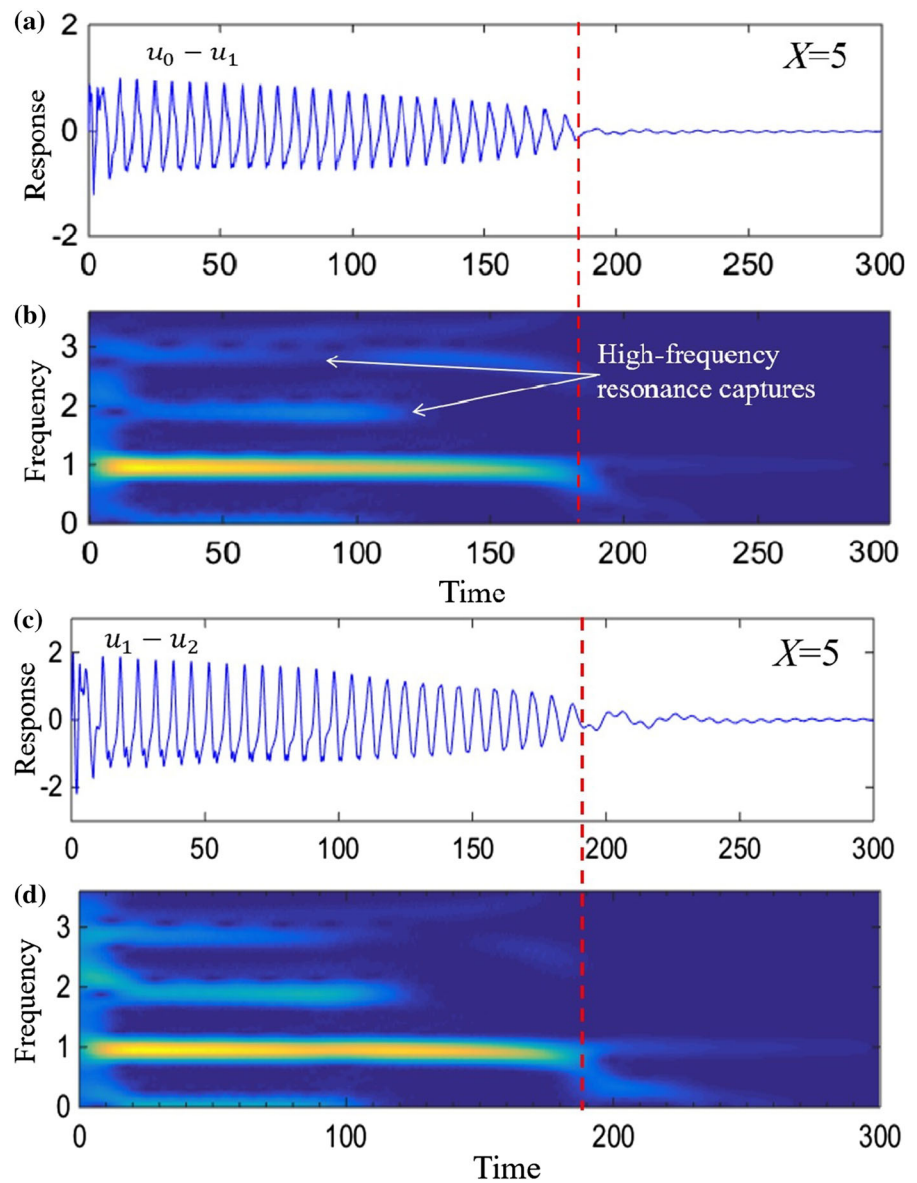 (a)
2
0
-2
Response
u₀ − u₁
X=5
0 50 100 150 200 250 300
(b)
3
2
1
0
Frequency
High-frequency
resonance captures
0 50 100 150 200 250 300
Time
(c)
2
0
-2
Response
u₁ − u₂
X=5
0 50 100 150 200 250 300
(d)
3
2
1
0
Frequency
0 100 200 300
Time